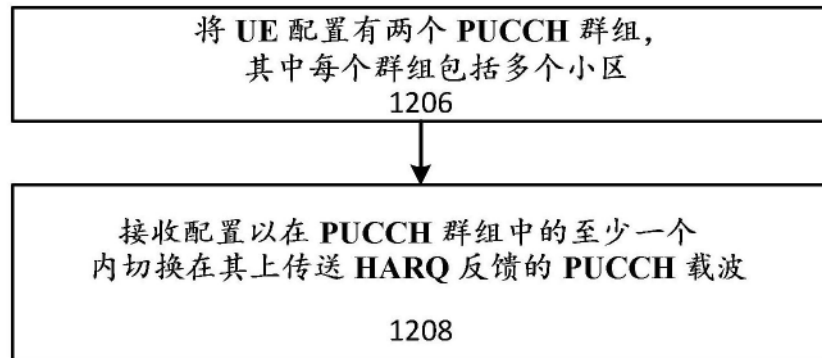 将 UE 配置有两个 PUCCH 群组，
其中每个群组包括多个小区
1206
接收配置以在 PUCCH 群组中的至少一个
内切换在其上传送 HARQ 反馈的 PUCCH 载波
1208